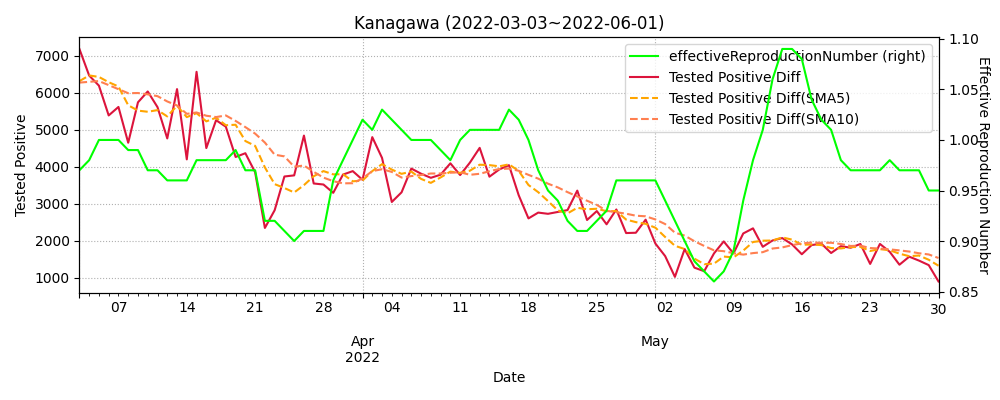 Kanagawa (2022-03-03~2022-06-01)
effectiveReproductionNumber (right)
Tested Positive Diff
Tested Positive Diff(SMA5)
Tested Positive Diff(SMA10)
7000
6000
5000
4000
3000
2000
1000
Tested Positive
1.10
1.05
1.00
0.95
0.90
0.85
Effective Reproduction Number
07 14 21 28 04 11 18 25 02 09 16 23 30
Apr May
2022
Date